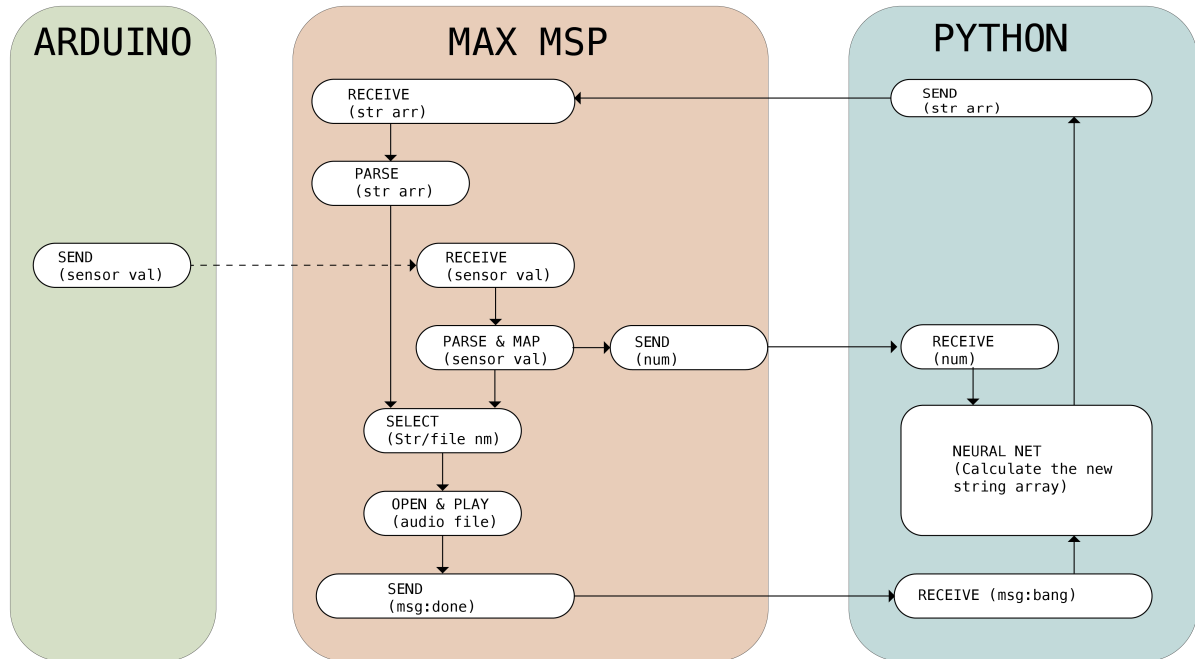 ARDUINO
MAX MSP
PYTHON
RECEIVE
(str arr)
SEND
(str arr)
PARSE
(str arr)
SEND
(sensor val)
RECEIVE
(sensor val)
PARSE & MAP
(sensor val)
SEND
(num)
RECEIVE
(num)
SELECT
(Str/file nm)
NEURAL NET
(Calculate the new
string array)
OPEN & PLAY
(audio file)
SEND
(msg:done)
RECEIVE (msg:bang)